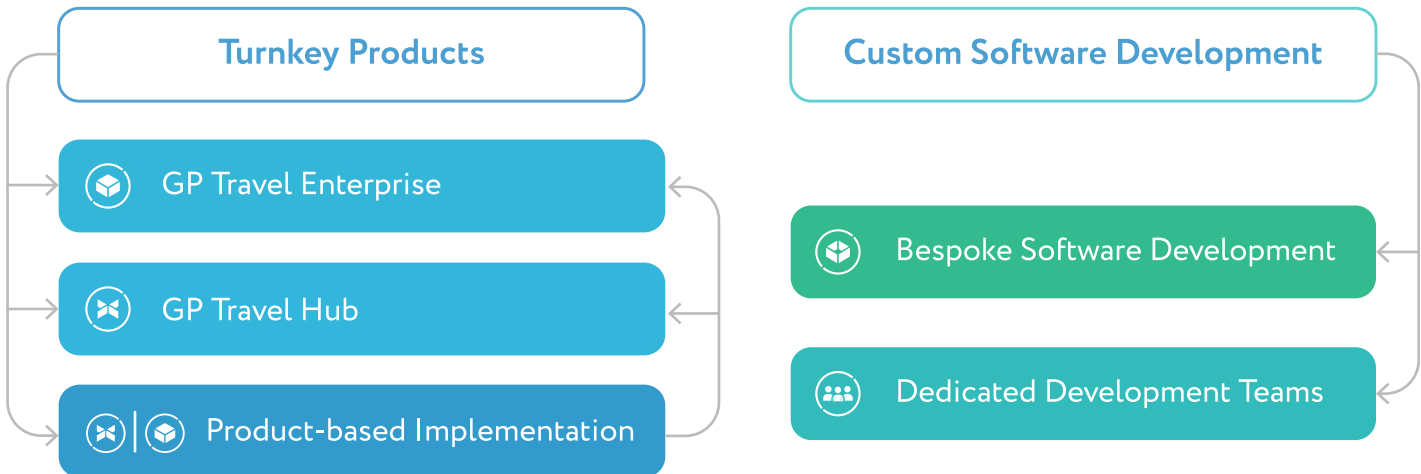 Turnkey Products
GP Travel Enterprise
GP Travel Hub
Product-based Implementation
Custom Software Development
Bespoke Software Development
Dedicated Development Teams